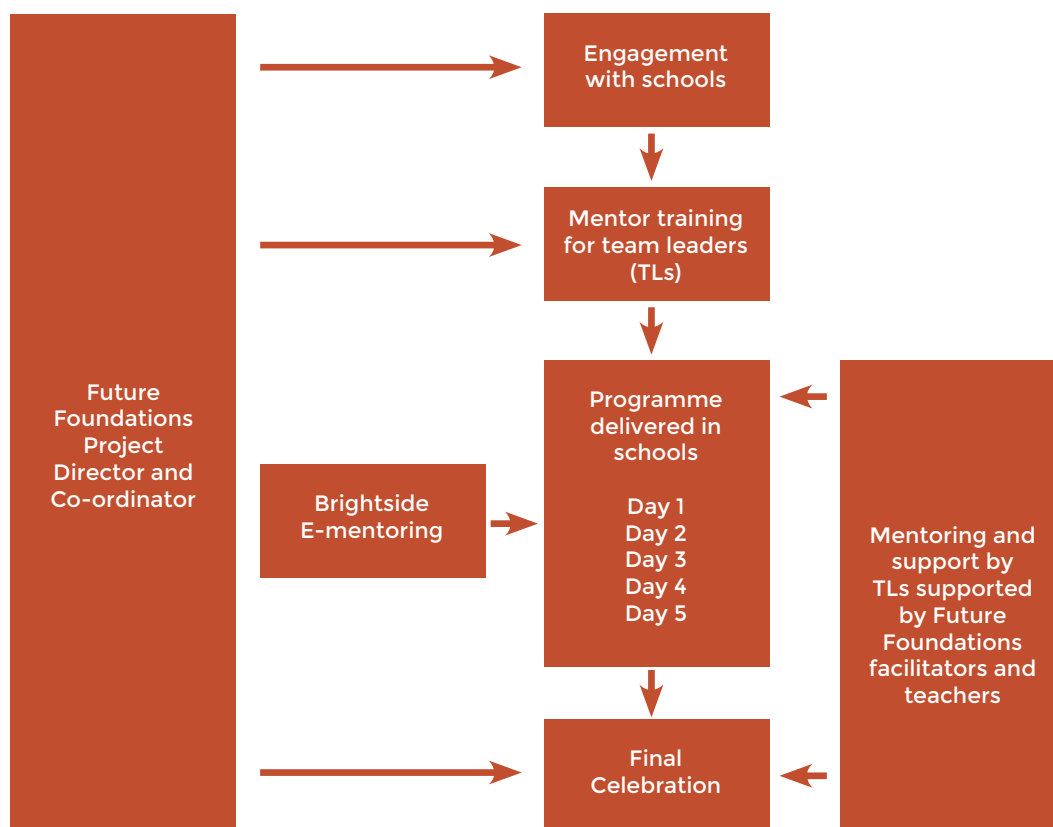 Engagement
with schools
Mentor training
for team leaders
(TLs)
Future
Foundations
Project
Director and
Co-ordinator
Brightside
E-mentoring
Programme
delivered in
schools
Day 1
Day 2
Day 3
Day 4
Day 5
Mentoring and
support by
TLs supported
by Future
Foundations
facilitators and
teachers
Final
Celebration